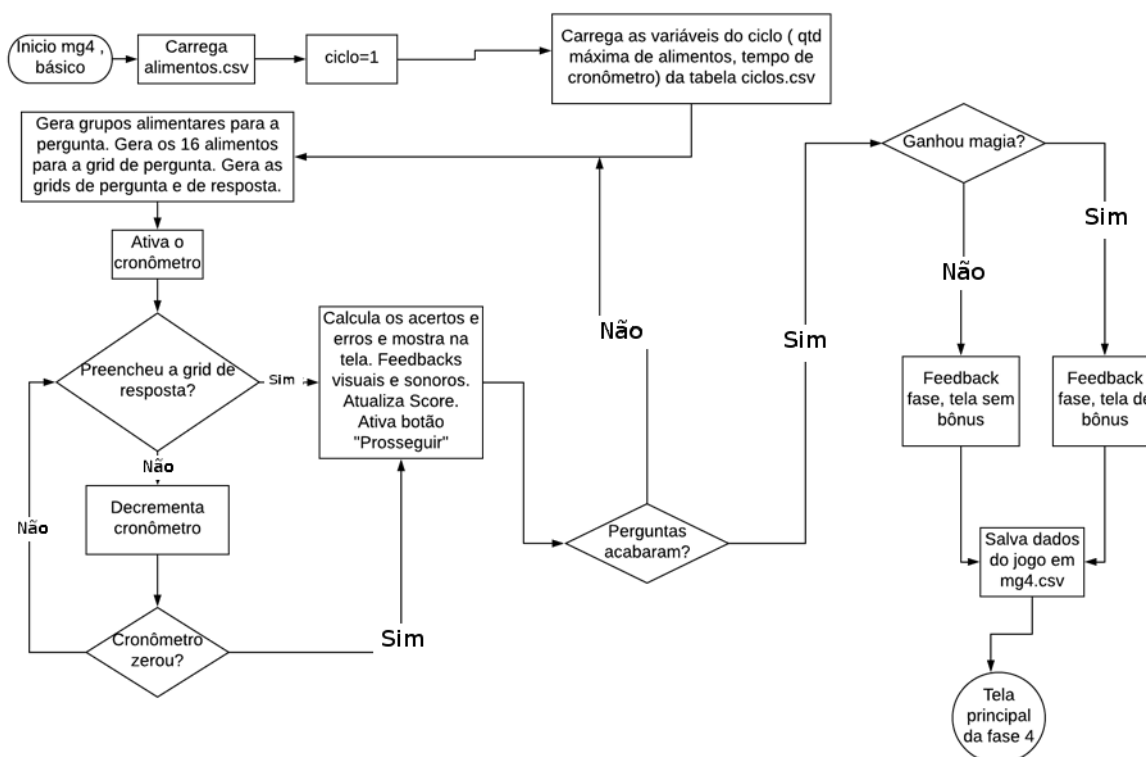 Inicio mg4 ,
básico
Carrega
alimentos.csv
ciclo=1
Carrega as variáveis do ciclo ( qtd
máxima de alimentos, tempo de
cronômetro) da tabela ciclos.csv
Gera grupos alimentares para a
pergunta. Gera os 16 alimentos
para a grid de pergunta. Gera as
grids de pergunta e de resposta.
Ativa o
cronômetro
Preencheu a grid de
resposta?
Sim
Não
Decrementa
cronômetro
Não
Cronômetro
zerou?
Sim
Calcula os acertos e
erros e mostra na
tela. Feedbacks
visuais e sonoros.
Atualiza Score.
Ativa botão
"Prosseguir"
Perguntas
acabaram?
Não
Sim
Ganhou magia?
Não
Sim
Feedback
fase, tela sem
bônus
Feedback
fase, tela de
bônus
Salva dados
do jogo em
mg4.csv
Tela
principal
da fase 4